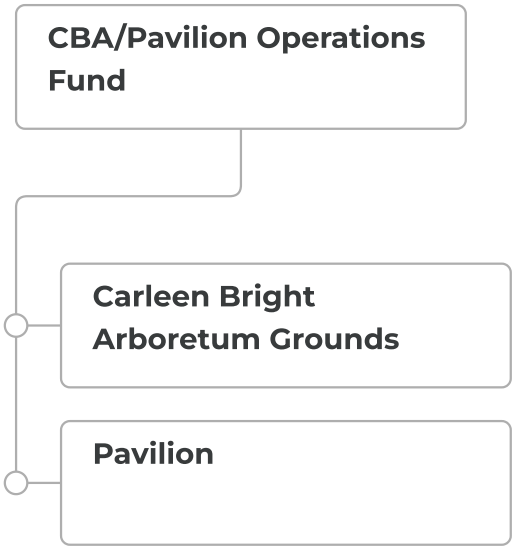 CBA/Pavilion Operations
Fund
Carleen Bright
Arboretum Grounds
Pavilion